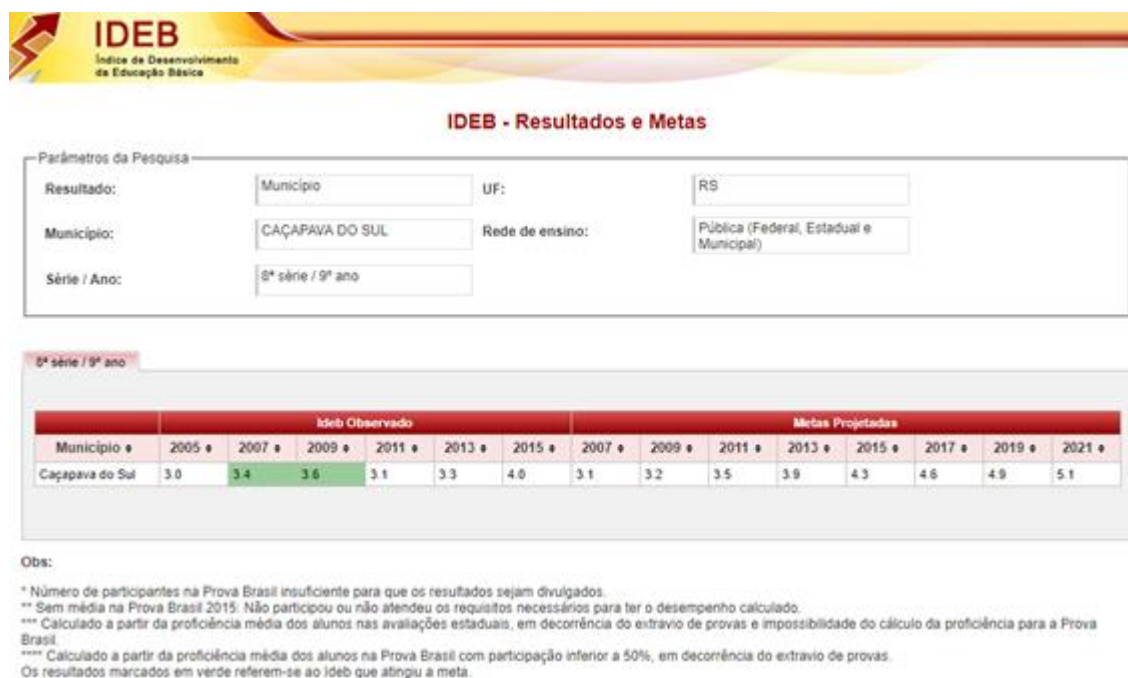 IDEB
Índice de Desenvolvimento
da Educação Básica
IDEB - Resultados e Metas
Parâmetros da Pesquisa
Resultado: Município UF: RS
Município: CAÇAPAVA DO SUL Rede de ensino: Pública (Federal, Estadual e
Municipal)
Série / Ano: 8ª série / 9º ano
8ª série / 9º ano
Ideb Observado Metas Projetadas
Município 2005 2007 2009 2011 2013 2015 2007 2009 2011 2013 2015 2017 2019 2021
Caçapava do Sul 3.0 3.4 3.6 3.1 3.3 4.0 3.1 3.2 3.5 3.9 4.3 4.6 4.9 5.1
Obs:
* Número de participantes na Prova Brasil insuficiente para que os resultados sejam divulgados.
** Sem média na Prova Brasil 2015: Não participou ou não atendeu os requisitos necessários para ter o desempenho calculado.
*** Calculado a partir da proficiência média dos alunos nas avaliações estaduais, em decorrência do extravio de provas e impossibilidade do cálculo da proficiência para a Prova
Brasil.
**** Calculado a partir da proficiência média dos alunos na Prova Brasil com participação inferior a 50%, em decorrência do extravio de provas.
Os resultados marcados em verde referem-se ao Ideb que atingiu a meta.